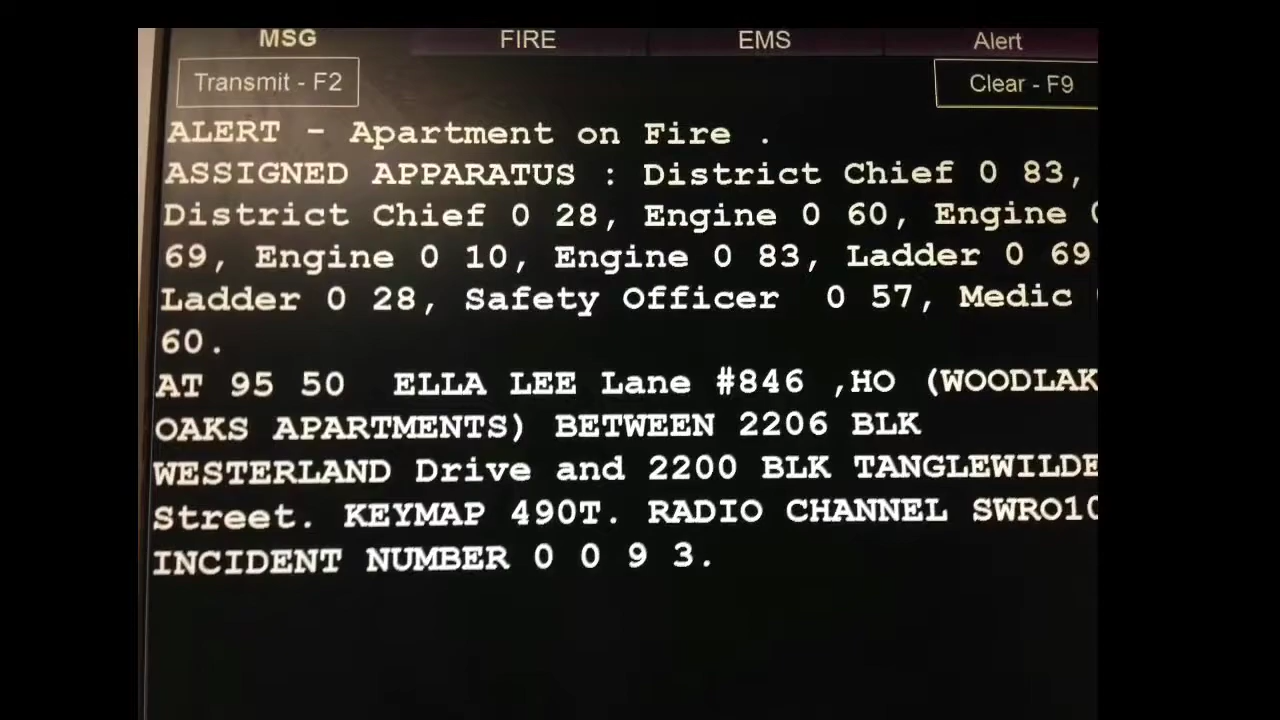 MSG FIRE EMS Alert
Transmit - F2 Clear - F9
ALERT - Apartment on Fire .
ASSIGNED APPARATUS : District Chief 0 83,
District Chief 0 28, Engine 0 60, Engine 0
69, Engine 0 10, Engine 0 83, Ladder 0 69
Ladder 0 28, Safety Officer 0 57, Medic
60.
AT 95 50 ELLA LEE Lane #846 ,HO (WOODLAK
OAKS APARTMENTS) BETWEEN 2206 BLK
WESTERLAND Drive and 2200 BLK TANGLEWILDE
Street. KEYMAP 490T. RADIO CHANNEL SWRO10
INCIDENT NUMBER 0 0 9 3.